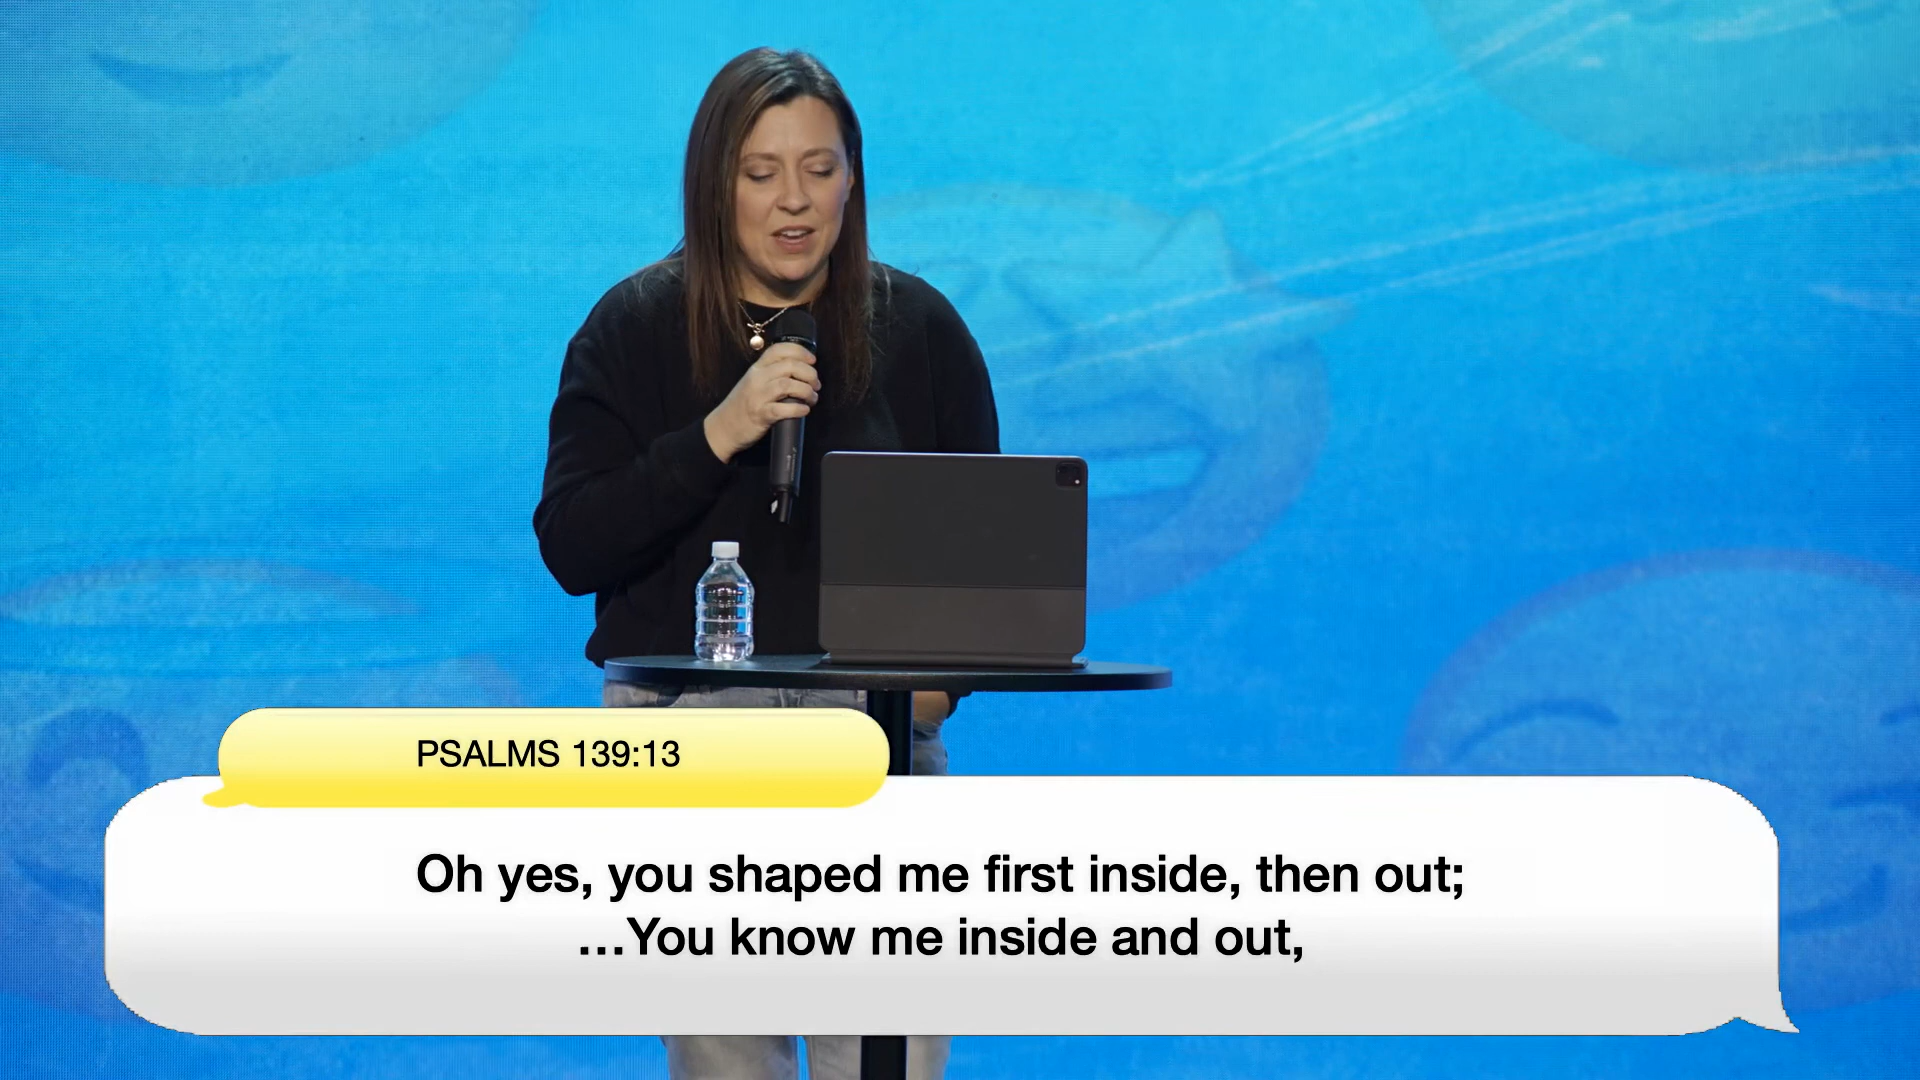 PSALMS 139:13
Oh yes, you shaped me first inside, then out;
...You know me inside and out,